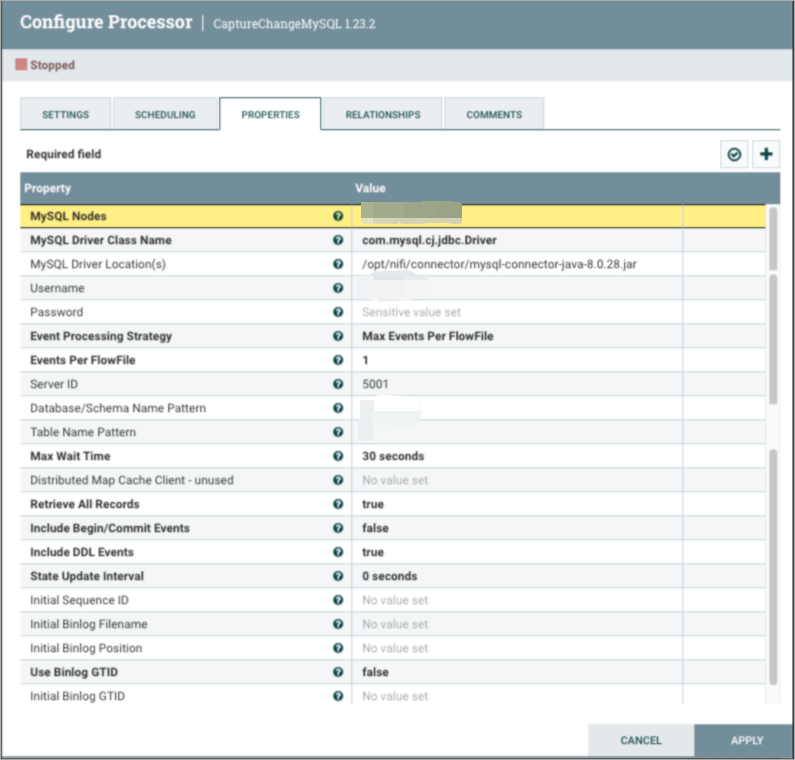 Configure Processor | CaptureChangeMySQL 1.23.2
Stopped
SETTINGS SCHEDULING PROPERTIES RELATIONSHIPS COMMENTS
Required field
Property Value
MySQL Nodes
MySQL Driver Class Name com.mysql.cj.jdbc.Driver
MySQL Driver Location(s) /opt/nifi/connector/mysql-connector-java-8.0.28.jar
Username
Password Sensitive value set
Event Processing Strategy Max Events Per FlowFile
Events Per FlowFile 1
Server ID 5001
Database/Schema Name Pattern
Table Name Pattern
Max Wait Time 30 seconds
Distributed Map Cache Client - unused No value set
Retrieve All Records true
Include Begin/Commit Events false
Include DDL Events true
State Update Interval 0 seconds
Initial Sequence ID No value set
Initial Binlog Filename No value set
Initial Binlog Position No value set
Use Binlog GTID false
Initial Binlog GTID No value set
CANCEL APPLY